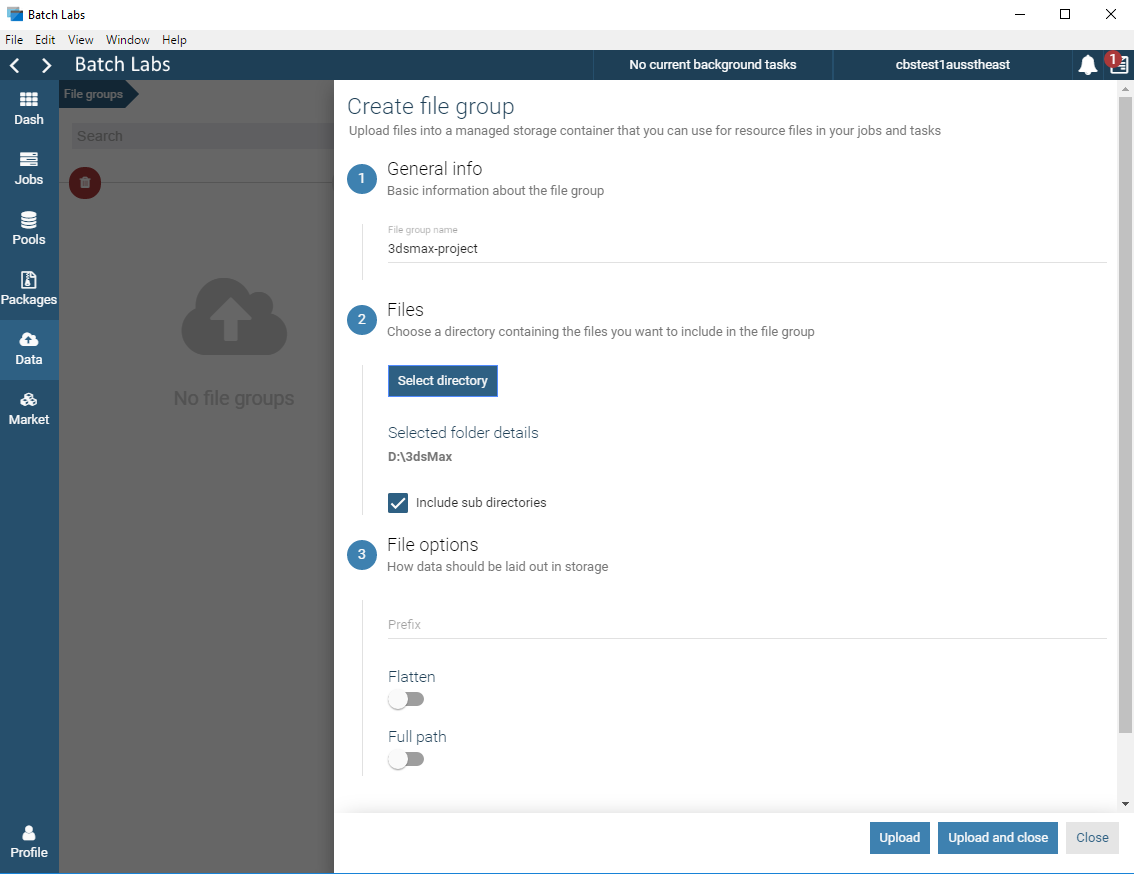 Batch Labs
File Edit View Window Help
Batch Labs
No current background tasks
cbstest1ausstheast
1
Dash
Jobs
Pools
Packages
Data
Market
Profile
File groups
Search
No file groups
Create file group
Upload files into a managed storage container that you can use for resource files in your jobs and tasks
1
General info
Basic information about the file group
File group name
3dsmax-project
2
Files
Choose a directory containing the files you want to include in the file group
Select directory
Selected folder details
D:\3dsMax
Include sub directories
3
File options
How data should be laid out in storage
Prefix
Flatten
Full path
Upload
Upload and close
Close